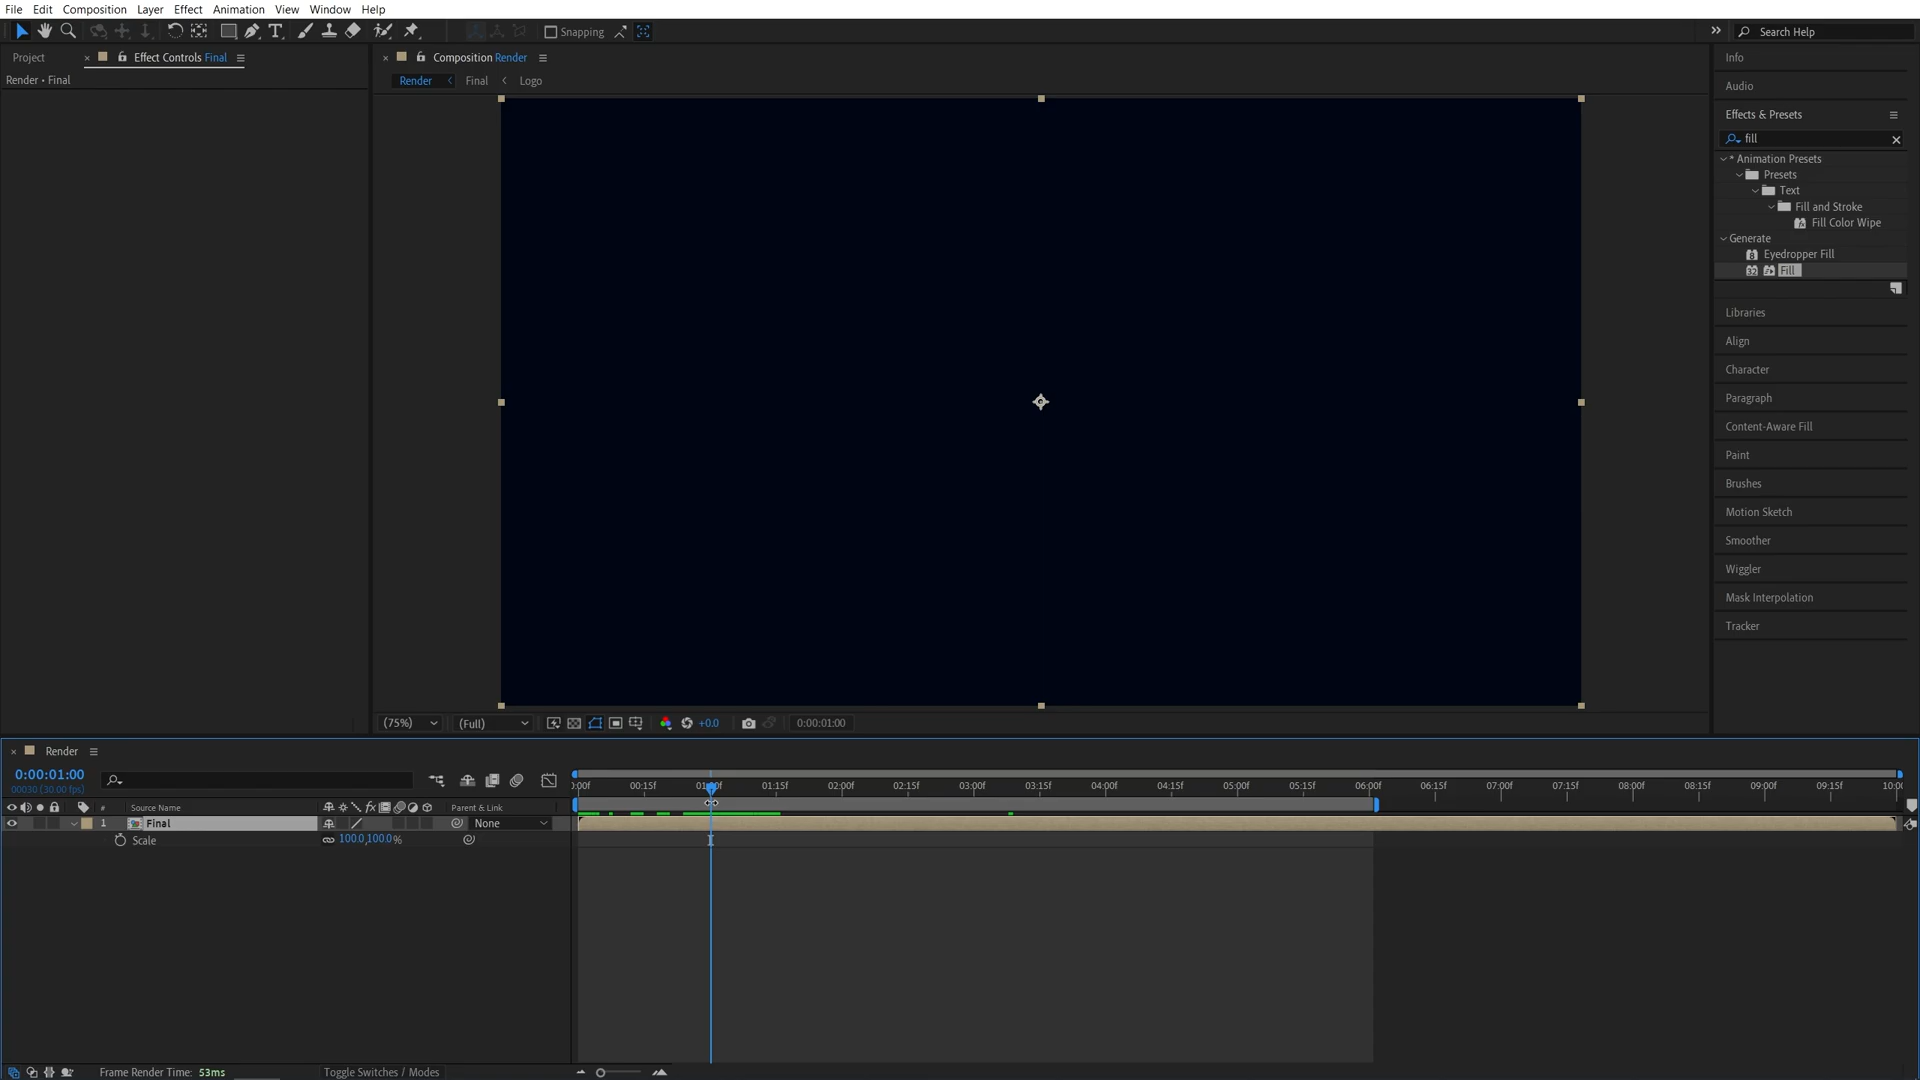 File Edit Composition Layer Effect Animation View Window Help
Snapping
Search Help
Project
Effect Controls Final
Composition Render
Render • Final
Render Final Logo
Info
Audio
Effects & Presets
fill
* Animation Presets
Presets
Text
Fill and Stroke
Fill Color Wipe
Generate
Eyedropper Fill
Fill
Libraries
Align
Character
Paragraph
Content-Aware Fill
Paint
Brushes
Motion Sketch
Smoother
Wiggler
Mask Interpolation
Tracker
(75%) (Full) +0.0 0:00:01:00
Render
0:00:01:00
00030 (30.00 fps)
:00f 00:15f 01:00f 01:15f 02:00f 02:15f 03:00f 03:15f 04:00f 04:15f 05:00f 05:15f 06:00f 06:15f 07:00f 07:15f 08:00f 08:15f 09:00f 09:15f 10:00
# Source Name fx Parent & Link
1 Final None
Scale 100.0,100.0%
Frame Render Time: 53ms Toggle Switches / Modes